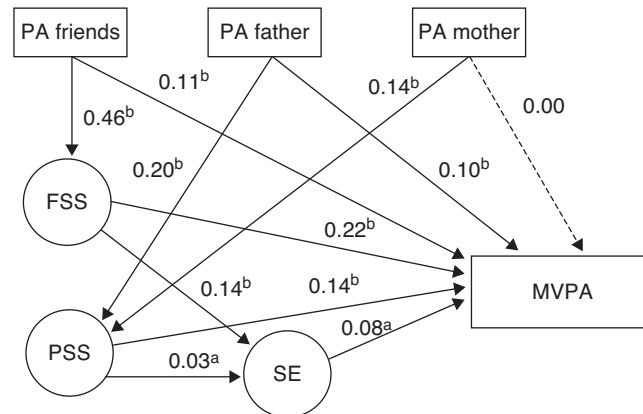 PA friends
PA father
PA mother
0.11ᵇ
0.14ᵇ
0.00
0.46ᵇ
0.20ᵇ
0.10ᵇ
FSS
0.22ᵇ
0.14ᵇ
0.14ᵇ
MVPA
PSS
0.03ᵃ
SE
0.08ᵃ